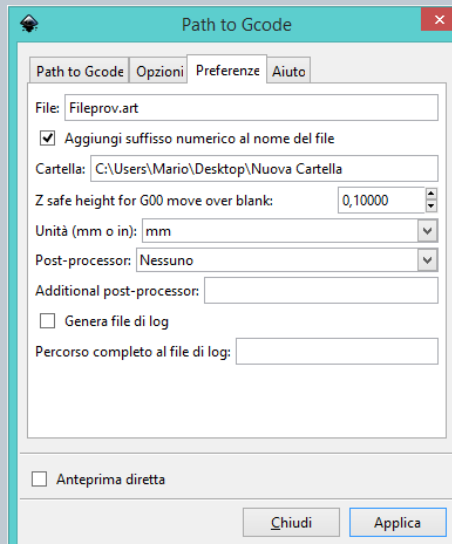 Path to Gcode
Path to Gcode Opzioni Preferenze Aiuto
File: Fileprov.art
Aggiungi suffisso numerico al nome del file
Cartella: C:\Users\Mario\Desktop\Nuova Cartella
Z safe height for G00 move over blank: 0,10000
Unità (mm o in): mm
Post-processor: Nessuno
Additional post-processor:
Genera file di log
Percorso completo al file di log:
Anteprima diretta
Chiudi Applica